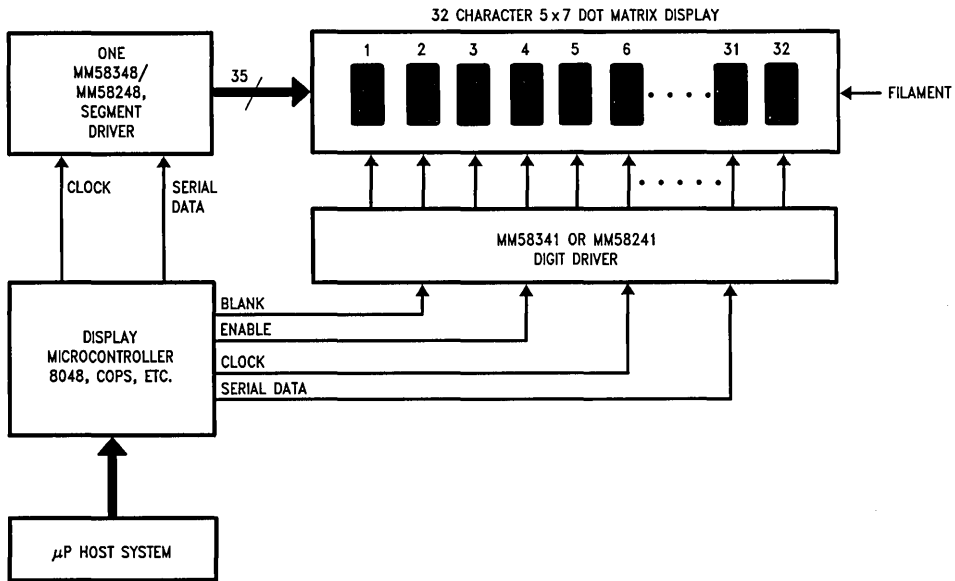 32 CHARACTER 5 x 7 DOT MATRIX DISPLAY
ONE
MM58348/
MM58248,
SEGMENT
DRIVER
35
1 2 3 4 5 6 31 32
FILAMENT
CLOCK
SERIAL
DATA
MM58341 OR MM58241
DIGIT DRIVER
DISPLAY
MICROCONTROLLER
8048, COPS, ETC.
BLANK
ENABLE
CLOCK
SERIAL DATA
μP HOST SYSTEM